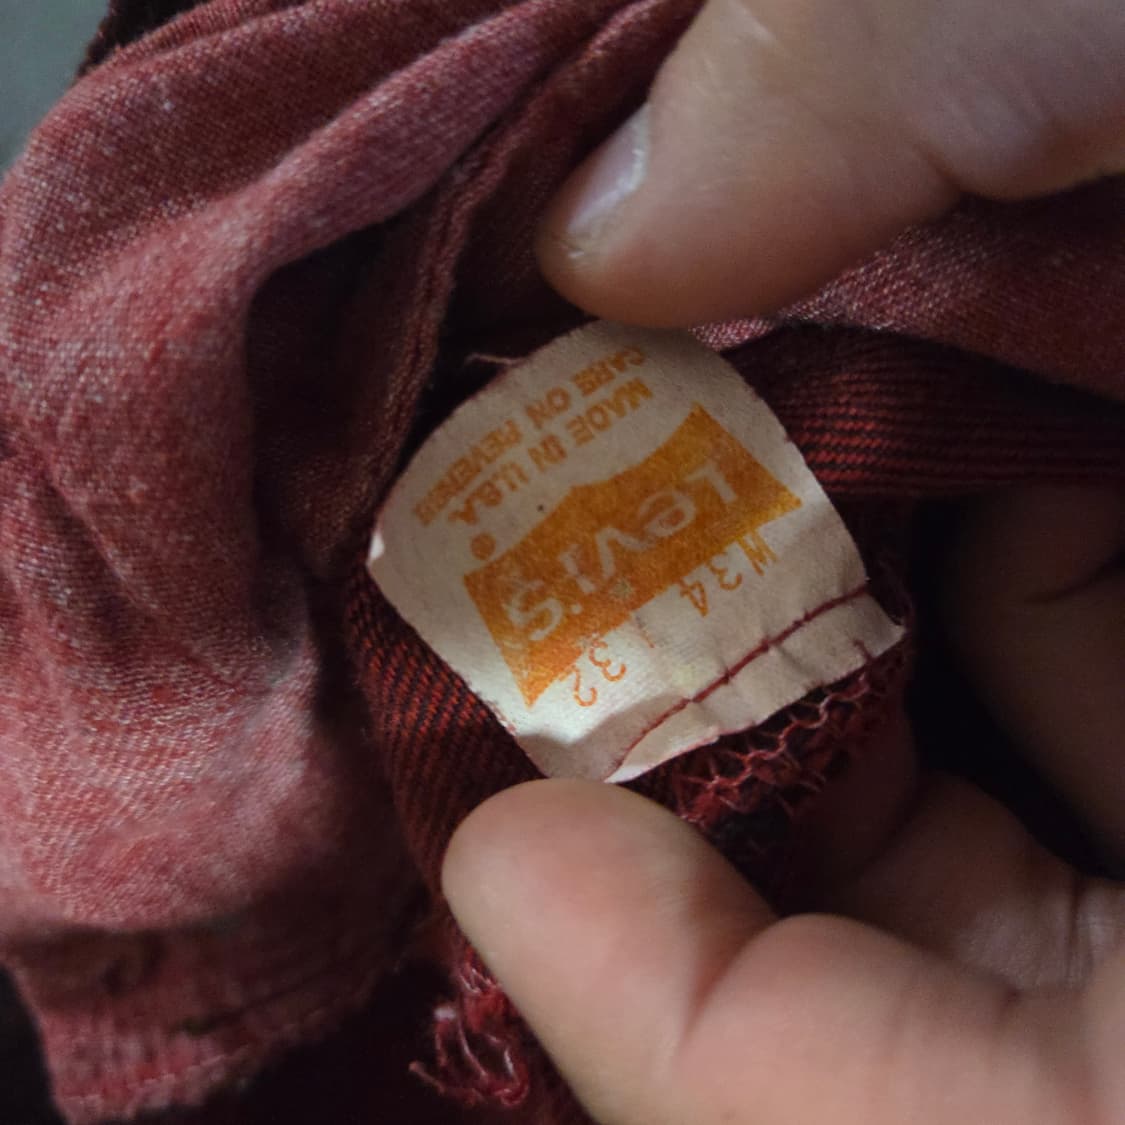 W34 L32
Levi's ®
MADE IN U.S.A.
CARE ON REVERSE